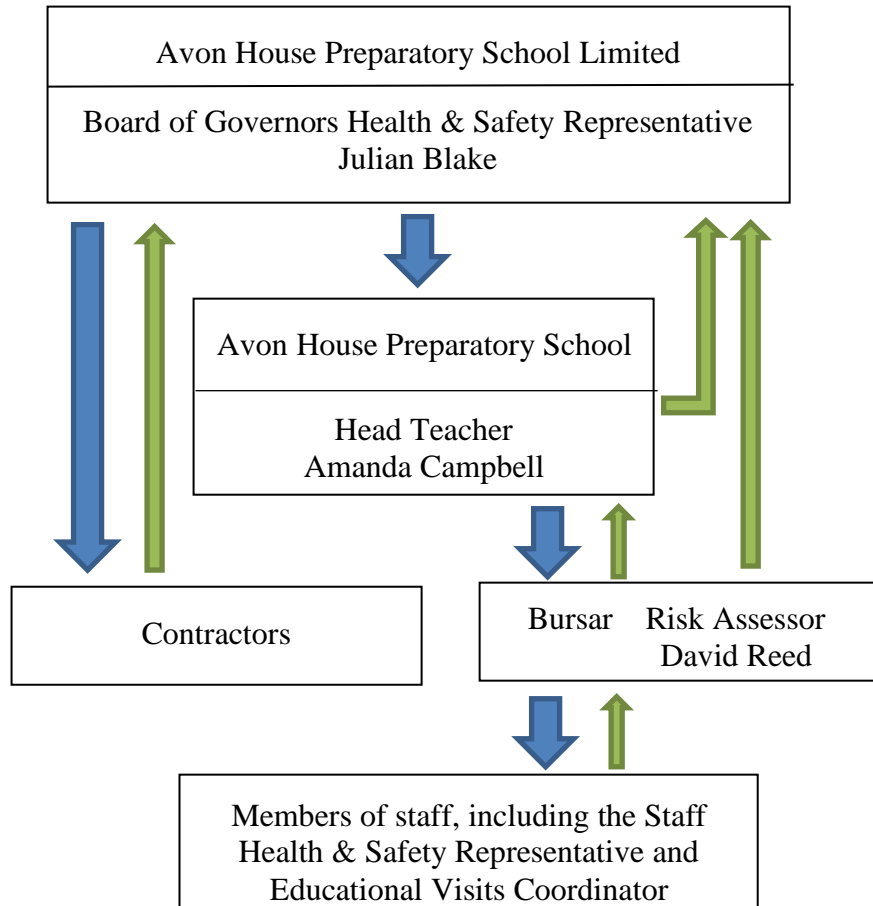 Avon House Preparatory School Limited
Board of Governors Health & Safety Representative
Julian Blake
Avon House Preparatory School
Head Teacher
Amanda Campbell
Contractors
Bursar Risk Assessor
David Reed
Members of staff, including the Staff
Health & Safety Representative and
Educational Visits Coordinator